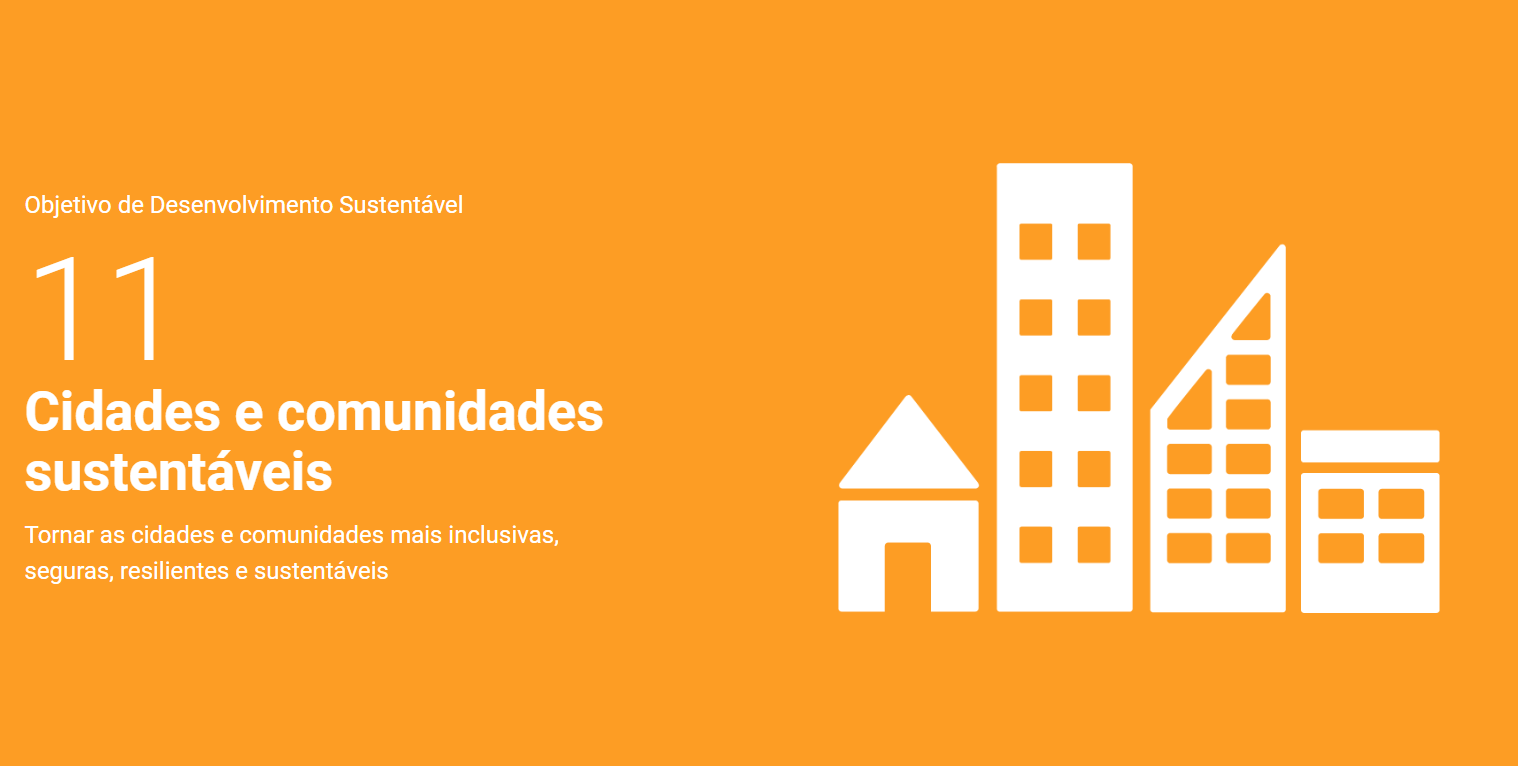 Objetivo de Desenvolvimento Sustentável
11
Cidades e comunidades
sustentáveis
Tornar as cidades e comunidades mais inclusivas,
seguras, resilientes e sustentáveis